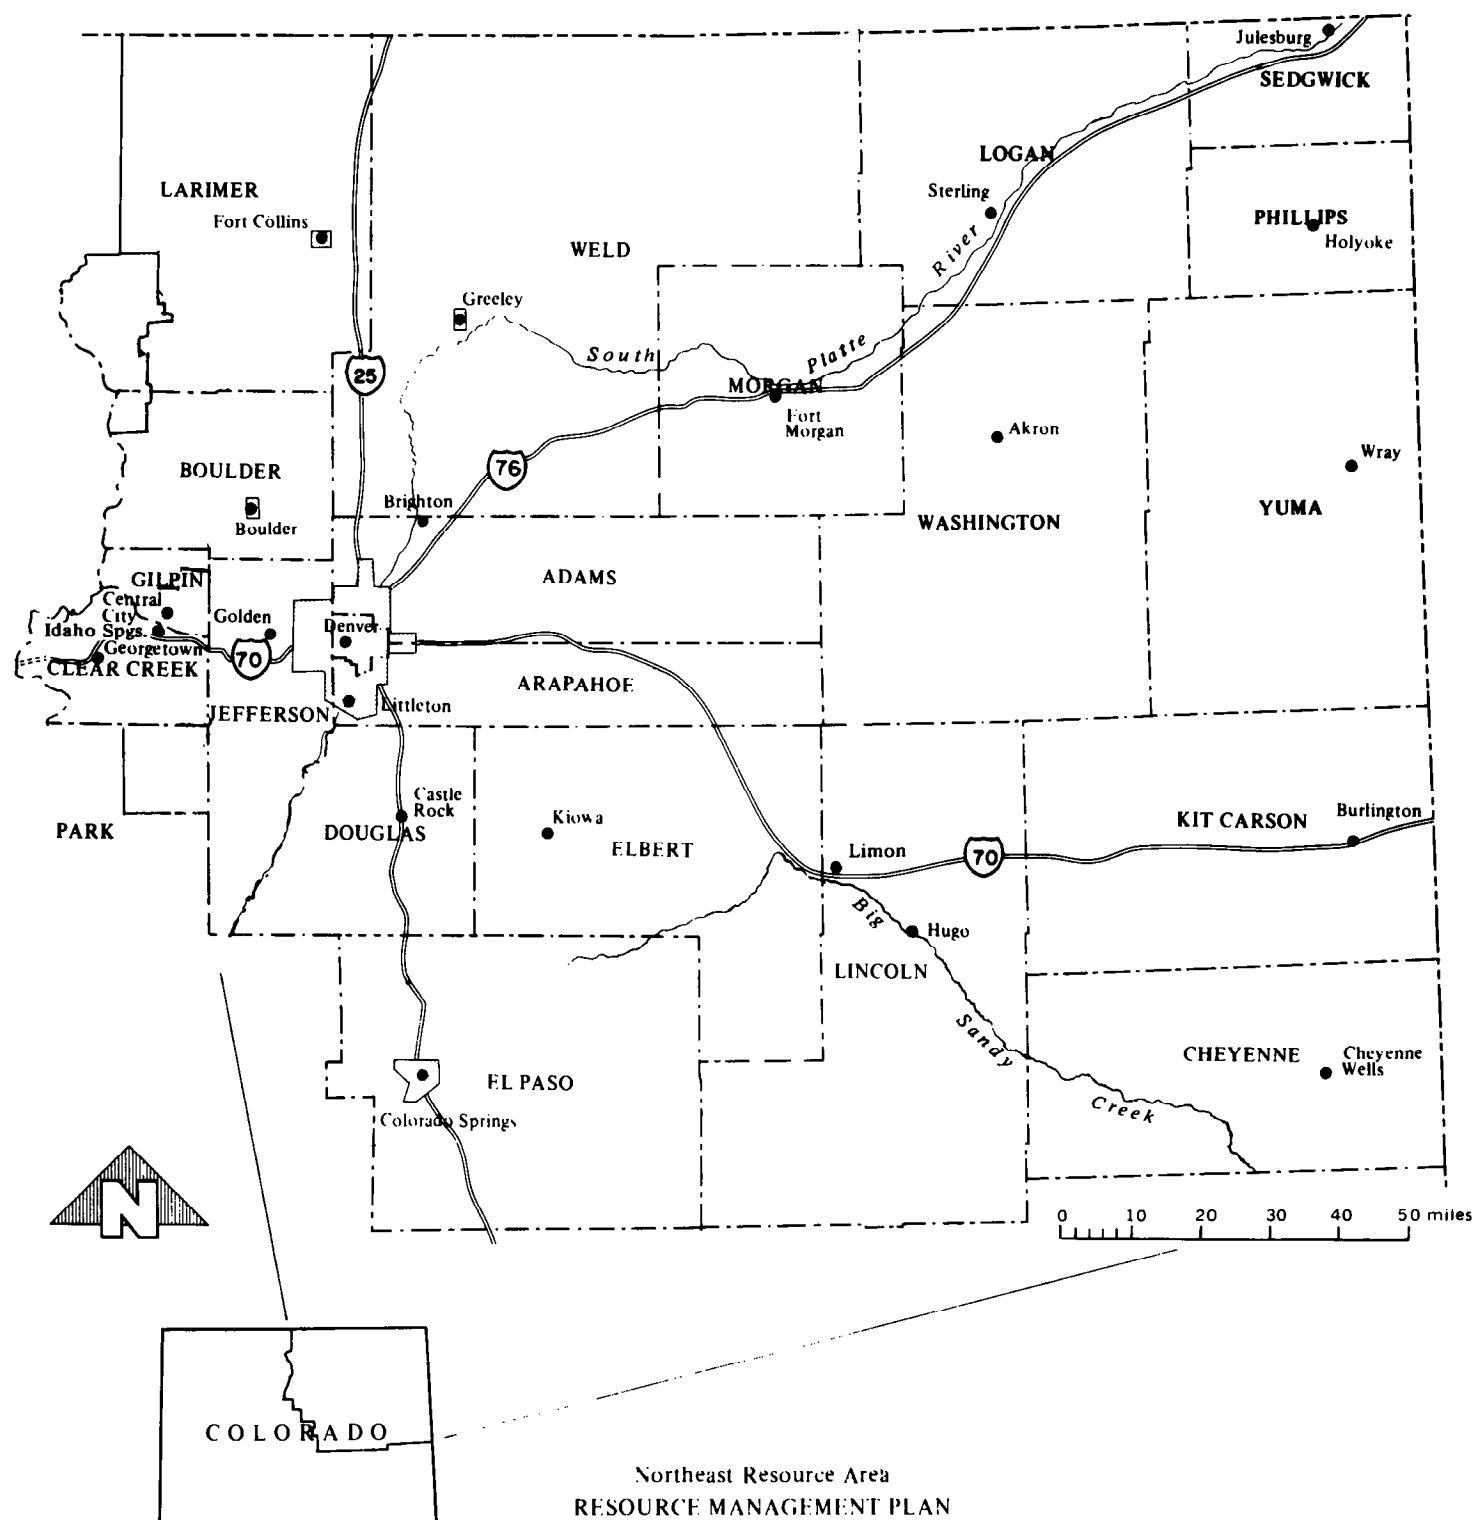 Julesburg
SEDGWICK
LOGAN
LARIMER
Sterling
Fort Collins
PHILLIPS
Holyoke
WELD
River
Greeley
South
Platte
25
MORGAN
Fort
Morgan
Akron
Wray
BOULDER
76
Boulder
Brighton
WASHINGTON
YUMA
GILPIN
ADAMS
Central
City
Golden
Idaho Spgs.
Denver
Georgetown
70
CLEAR CREEK
ARAPAHOE
JEFFERSON
Littleton
Castle
Rock
PARK
DOUGLAS
Kiowa
ELBERT
Limon
70
KIT CARSON
Burlington
Big
Hugo
LINCOLN
Sandy
CHEYENNE
Cheyenne
Wells
EL PASO
Creek
Colorado Springs
N
0 10 20 30 40 50 miles
COLORADO
Northeast Resource Area
RESOURCE MANAGEMENT PLAN